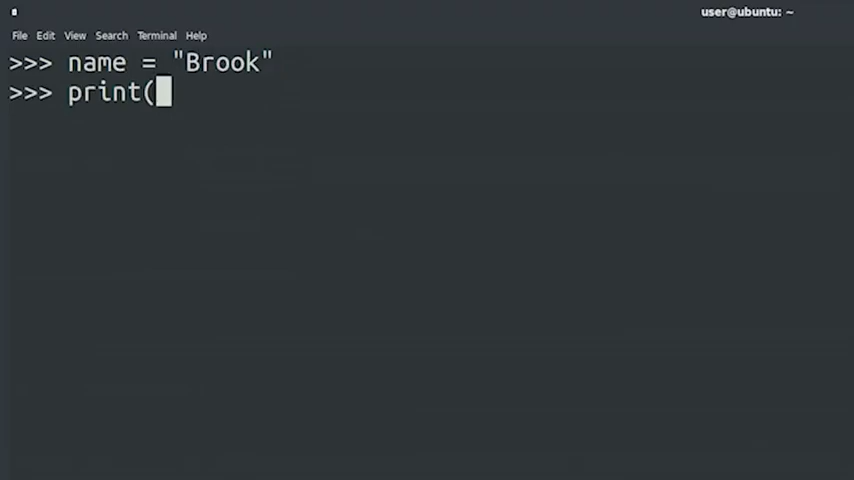 user@ubuntu: ~
File Edit View Search Terminal Help
>>> name = "Brook"
>>> print(